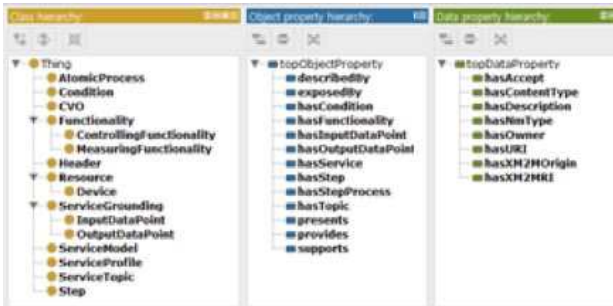 Class hierarchy:
Thing
AtomicProcess
Condition
CVO
Functionality
ControllingFunctionality
MeasuringFunctionality
Header
Resource
Device
ServiceGrounding
InputDataPoint
OutputDataPoint
ServiceModel
ServiceProfile
ServiceTopic
Step
Object property hierarchy:
topObjectProperty
describedBy
exposedBy
hasCondition
hasFunctionality
hasInputDataPoint
hasOutputDataPoint
hasService
hasStep
hasStepProcess
hasTopic
presents
provides
supports
Data property hierarchy:
topDataProperty
hasAccept
hasContentType
hasDescription
hasNmType
hasOwner
hasURI
hasXM2MOrigin
hasXM2MRI